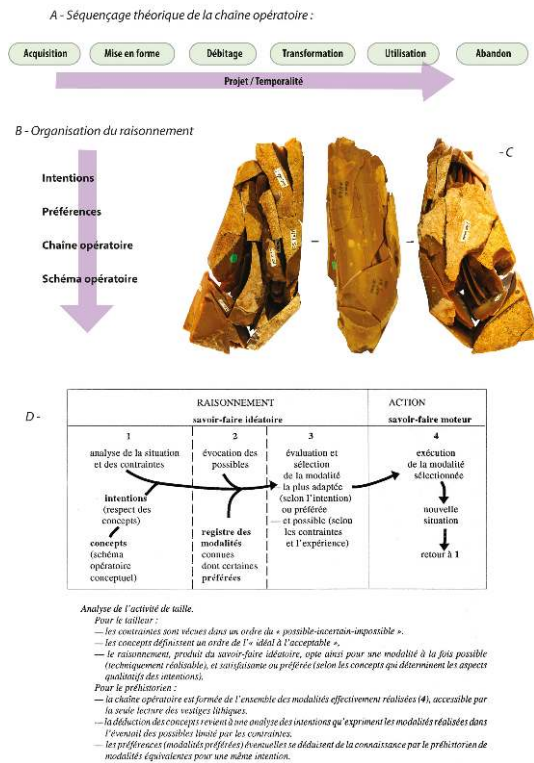 A - Séquençage théorique de la chaîne opératoire :
Acquisition
Mise en forme
Débitage
Transformation
Utilisation
Abandon
Projet / Temporalité
B - Organisation du raisonnement
- C
Intentions
Préférences
Chaîne opératoire
Schéma opératoire
D -
RAISONNEMENT
savoir-faire idéatoire
ACTION
savoir-faire moteur
1
analyse de la situation
et des contraintes
intentions
(respect des
concepts)
concepts
(schéma
opératoire
conceptuel)
2
évocation des
possibles
registre des
modalités
connues
dont certaines
préférées
3
évaluation et
sélection
de la modalité
la plus adaptée
(selon l'intention)
ou préférée
— et possible (selon
les contraintes
et l'expérience)
4
exécution
de la modalité
sélectionnée
nouvelle
situation
retour à 1
Analyse de l'activité de taille.
Pour le tailleur :
— les contraintes sont vécues dans un ordre du « possible-incertain-impossible ».
— les concepts définissent un ordre de l'« idéal à l'acceptable ».
— le raisonnement, produit du savoir-faire idéatoire, opte ainsi pour une modalité à la fois possible
(techniquement réalisable), et satisfaisante ou préférée (selon les concepts qui déterminent les aspects
qualitatifs des intentions).
Pour le préhistorien :
— la chaîne opératoire est formée de l'ensemble des modalités effectivement réalisées (4), accessible par
la seule lecture des vestiges lithiques.
— la déduction des concepts revient à une analyse des intentions qu'expriment les modalités réalisées dans
l'éventail des possibles limité par les contraintes.
— les préférences (modalités préférées) éventuelles se déduisent de la connaissance par le préhistorien de
modalités équivalentes pour une même intention.